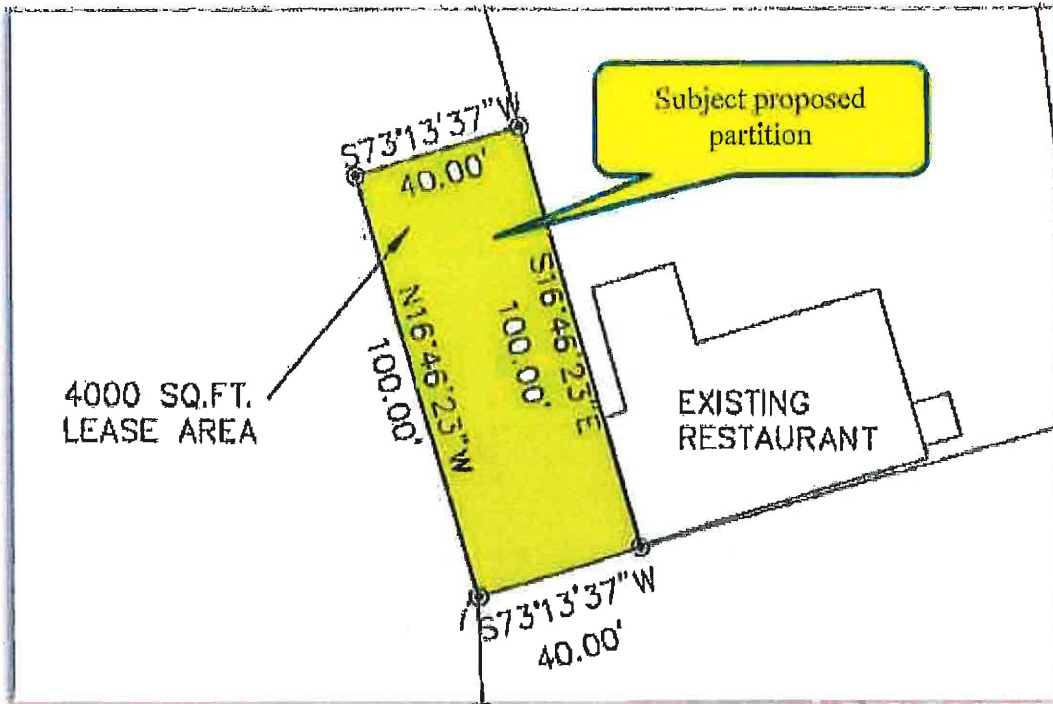 Subject proposed
partition
S73°13'37"W
40.00'
S16°46'23"E
100.00'
N16°46'23"W
100.00'
4000 SQ.FT.
LEASE AREA
EXISTING
RESTAURANT
S73°13'37"W
40.00'